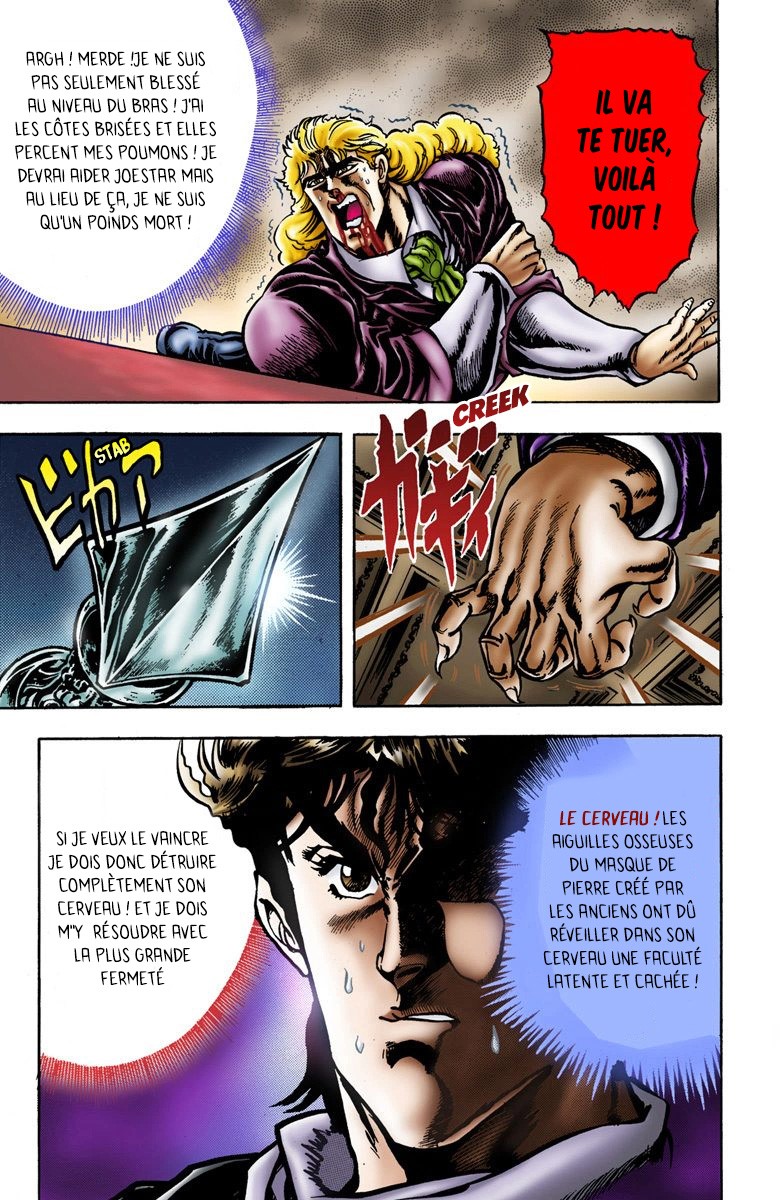 IL VA
TE TUER,
VOILÀ
TOUT !
ARGH ! MERDE !JE NE SUIS
PAS SEULEMENT BLESSÉ
AU NIVEAU DU BRAS ! J'AI
LES CÔTES BRISÉES ET ELLES
PERCENT MES POUMONS ! JE
DEVRAI AIDER JOESTAR MAIS
AU LIEU DE ÇA, JE NE SUIS
QU'UN POINDS MORT !
CREEK
STAB
ビカァ
LE CERVEAU ! LES
AIGUILLES OSSEUSES
DU MASQUE DE
PIERRE CRÉÉ PAR
LES ANCIENS ONT DÛ
RÉVEILLER DANS SON
CERVEAU UNE FACULTÉ
LATENTE ET CACHÉE !
SI JE VEUX LE VAINCRE
JE DOIS DONC DÉTRUIRE
COMPLÈTEMENT SON
CERVEAU ! ET JE DOIS
M"Y RÉSOUDRE AVEC
LA PLUS GRANDE
FERMETÉ